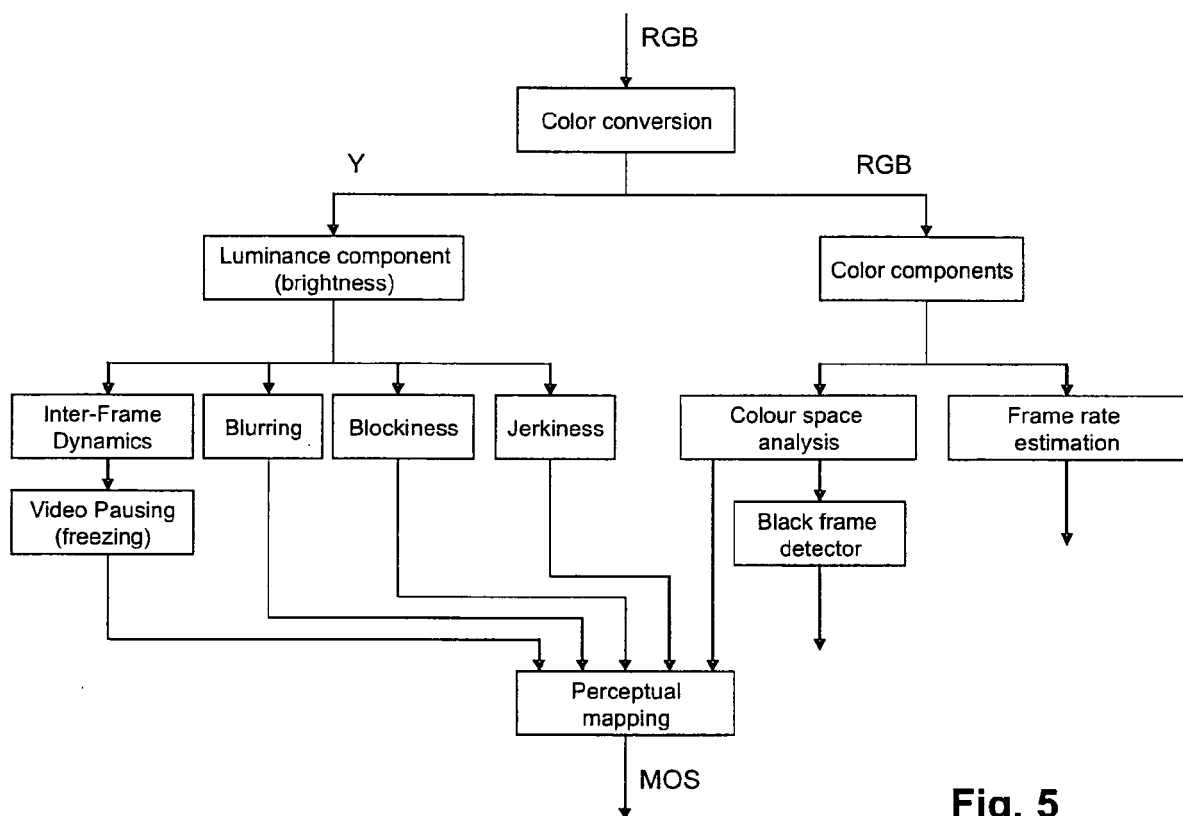 RGB
Color conversion
Y
RGB
Luminance component
(brightness)
Color components
Inter-Frame
Dynamics
Blurring
Blockiness
Jerkiness
Colour space
analysis
Frame rate
estimation
Video Pausing
(freezing)
Black frame
detector
Perceptual
mapping
MOS
Fig. 5